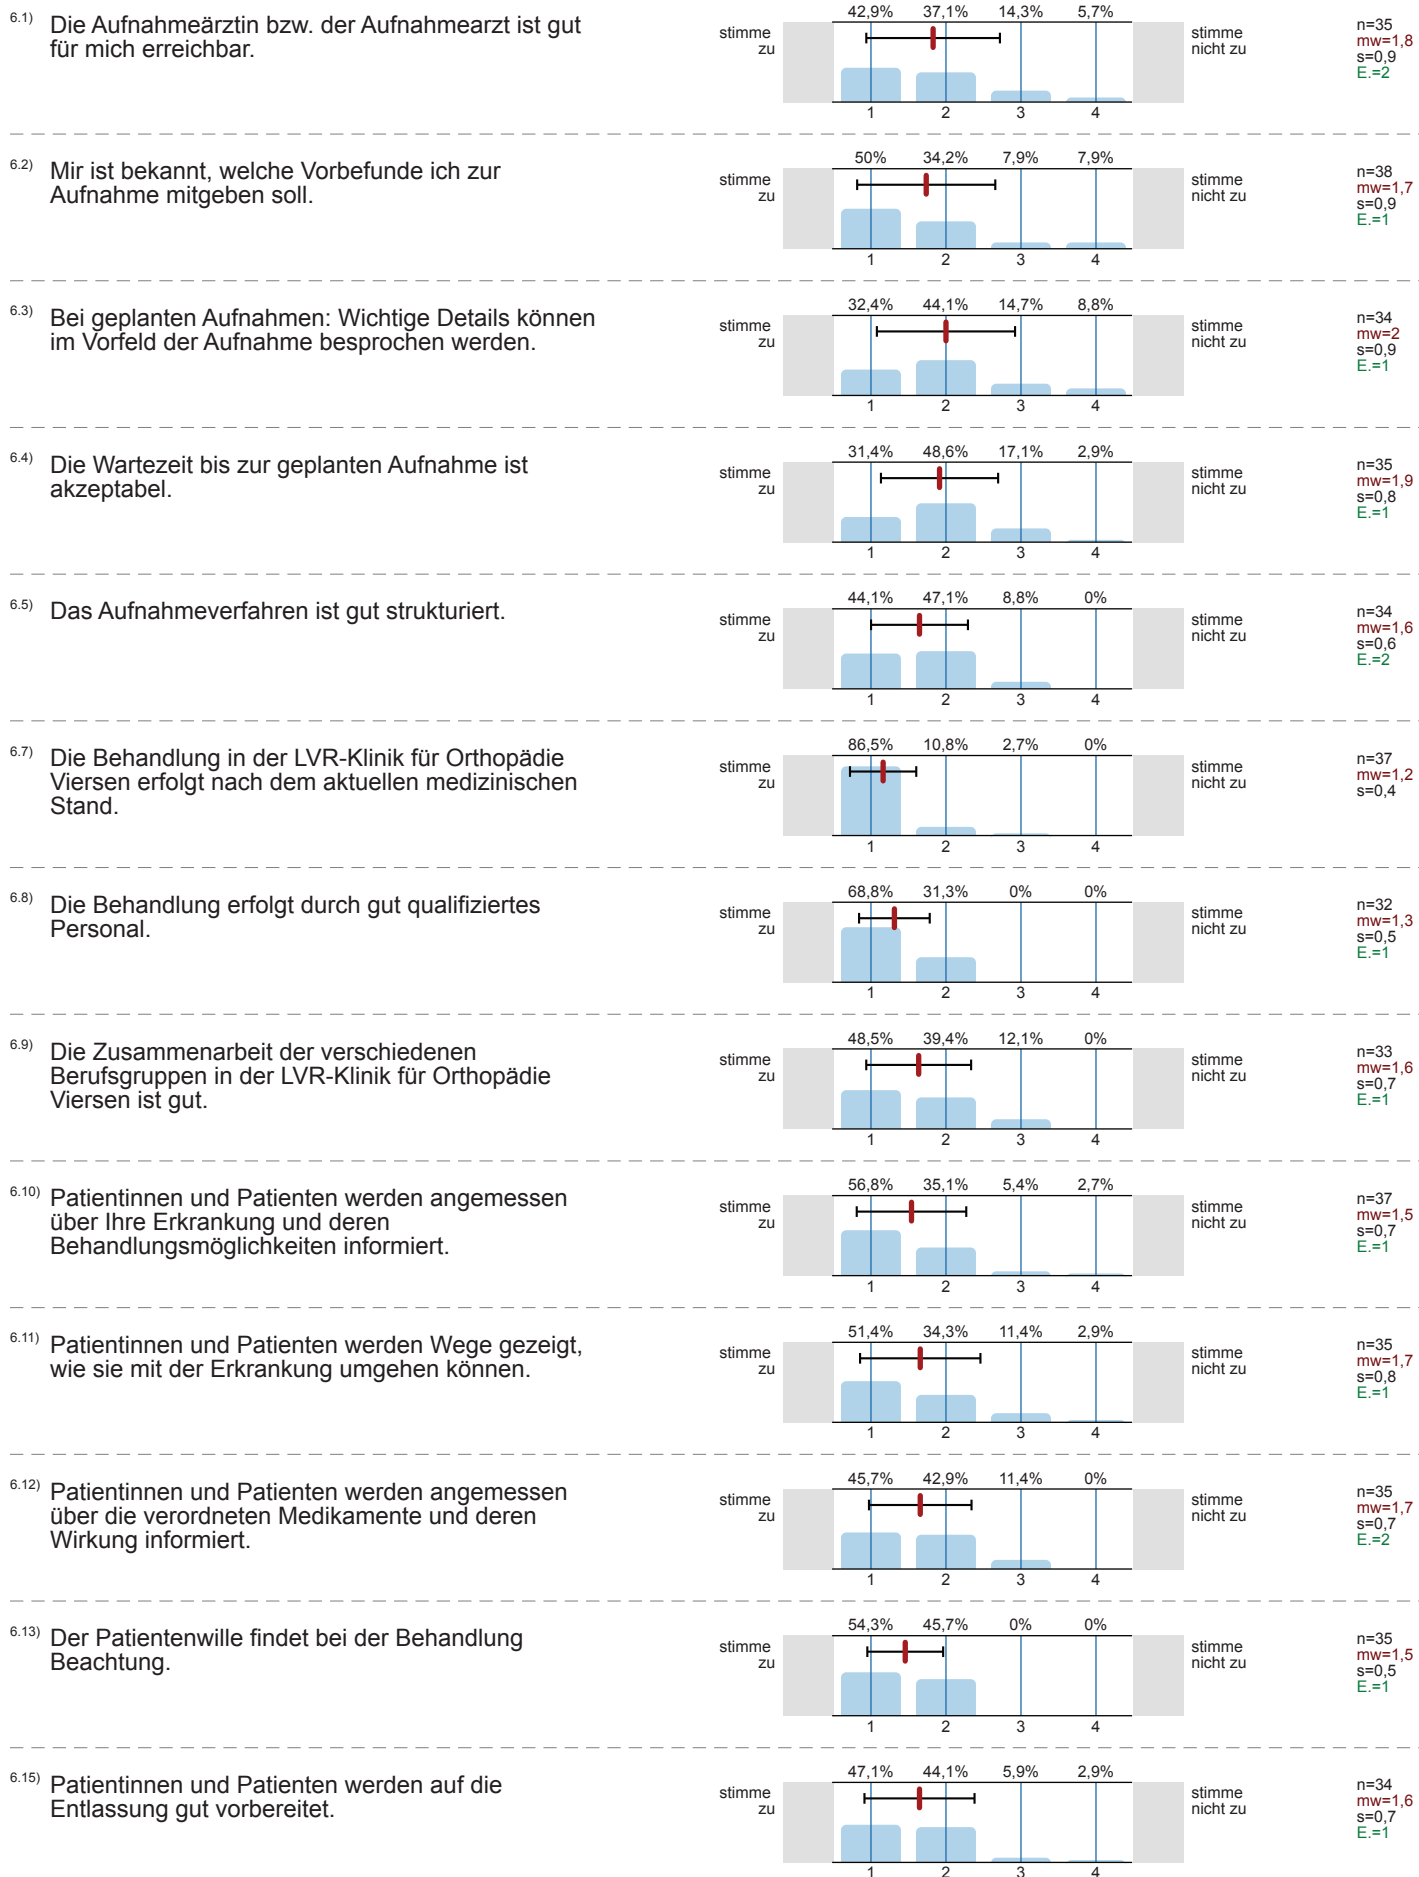 6.1) Die Aufnahmeärztin bzw. der Aufnahmearzt ist gut
für mich erreichbar.
42,9% 37,1% 14,3% 5,7%
stimme
zu
stimme
nicht zu
1 2 3 4
n=35
mw=1,8
s=0,9
E.=2
6.2) Mir ist bekannt, welche Vorbefunde ich zur
Aufnahme mitgeben soll.
50% 34,2% 7,9% 7,9%
stimme
zu
stimme
nicht zu
1 2 3 4
n=38
mw=1,7
s=0,9
E.=1
6.3) Bei geplanten Aufnahmen: Wichtige Details können
im Vorfeld der Aufnahme besprochen werden.
32,4% 44,1% 14,7% 8,8%
stimme
zu
stimme
nicht zu
1 2 3 4
n=34
mw=2
s=0,9
E.=1
6.4) Die Wartezeit bis zur geplanten Aufnahme ist
akzeptabel.
31,4% 48,6% 17,1% 2,9%
stimme
zu
stimme
nicht zu
1 2 3 4
n=35
mw=1,9
s=0,8
E.=1
6.5) Das Aufnahmeverfahren ist gut strukturiert.
44,1% 47,1% 8,8% 0%
stimme
zu
stimme
nicht zu
1 2 3 4
n=34
mw=1,6
s=0,6
E.=2
6.7) Die Behandlung in der LVR-Klinik für Orthopädie
Viersen erfolgt nach dem aktuellen medizinischen
Stand.
86,5% 10,8% 2,7% 0%
stimme
zu
stimme
nicht zu
1 2 3 4
n=37
mw=1,2
s=0,4
6.8) Die Behandlung erfolgt durch gut qualifiziertes
Personal.
68,8% 31,3% 0% 0%
stimme
zu
stimme
nicht zu
1 2 3 4
n=32
mw=1,3
s=0,5
E.=1
6.9) Die Zusammenarbeit der verschiedenen
Berufsgruppen in der LVR-Klinik für Orthopädie
Viersen ist gut.
48,5% 39,4% 12,1% 0%
stimme
zu
stimme
nicht zu
1 2 3 4
n=33
mw=1,6
s=0,7
E.=1
6.10) Patientinnen und Patienten werden angemessen
über Ihre Erkrankung und deren
Behandlungsmöglichkeiten informiert.
56,8% 35,1% 5,4% 2,7%
stimme
zu
stimme
nicht zu
1 2 3 4
n=37
mw=1,5
s=0,7
E.=1
6.11) Patientinnen und Patienten werden Wege gezeigt,
wie sie mit der Erkrankung umgehen können.
51,4% 34,3% 11,4% 2,9%
stimme
zu
stimme
nicht zu
1 2 3 4
n=35
mw=1,7
s=0,8
E.=1
6.12) Patientinnen und Patienten werden angemessen
über die verordneten Medikamente und deren
Wirkung informiert.
45,7% 42,9% 11,4% 0%
stimme
zu
stimme
nicht zu
1 2 3 4
n=35
mw=1,7
s=0,7
E.=2
6.13) Der Patientenwille findet bei der Behandlung
Beachtung.
54,3% 45,7% 0% 0%
stimme
zu
stimme
nicht zu
1 2 3 4
n=35
mw=1,5
s=0,5
E.=1
6.15) Patientinnen und Patienten werden auf die
Entlassung gut vorbereitet.
47,1% 44,1% 5,9% 2,9%
stimme
zu
stimme
nicht zu
1 2 3 4
n=34
mw=1,6
s=0,7
E.=1